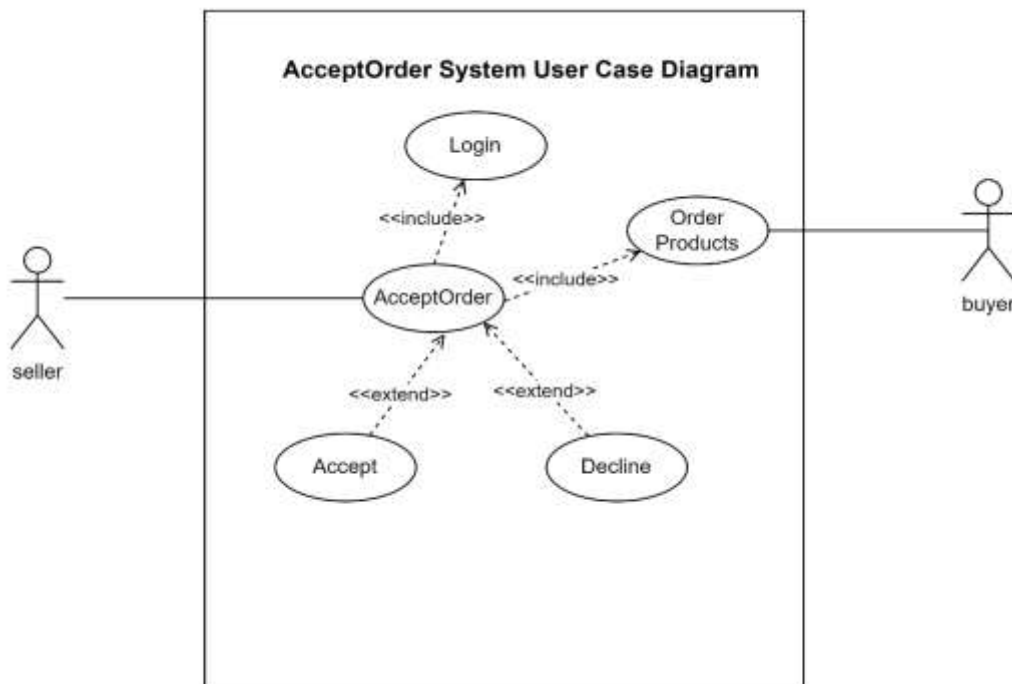 AcceptOrder System User Case Diagram
Login
<<include>>
Order
Products
<<include>>
AcceptOrder
buyer
seller
<<extend>>
<<extend>>
Accept
Decline